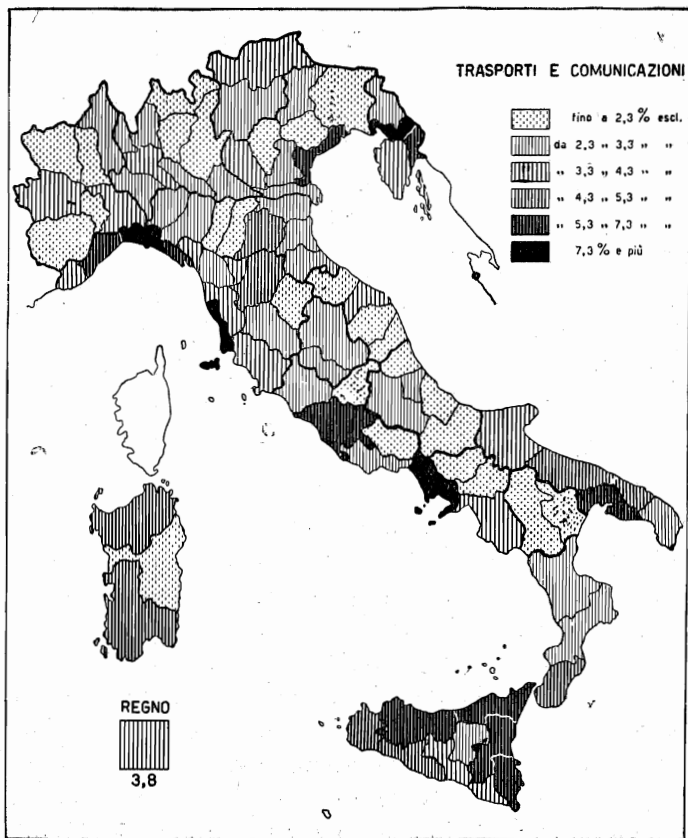 TRASPORTI E COMUNICAZIONI
fino a 2,3 % escl.
da 2,3 „ 3,3 „ „
„ 3,3 „ 4,3 „ „
„ 4,3 „ 5,3 „ „
„ 5,3 „ 7,3 „ „
7,3 % e più
REGNO
3,8